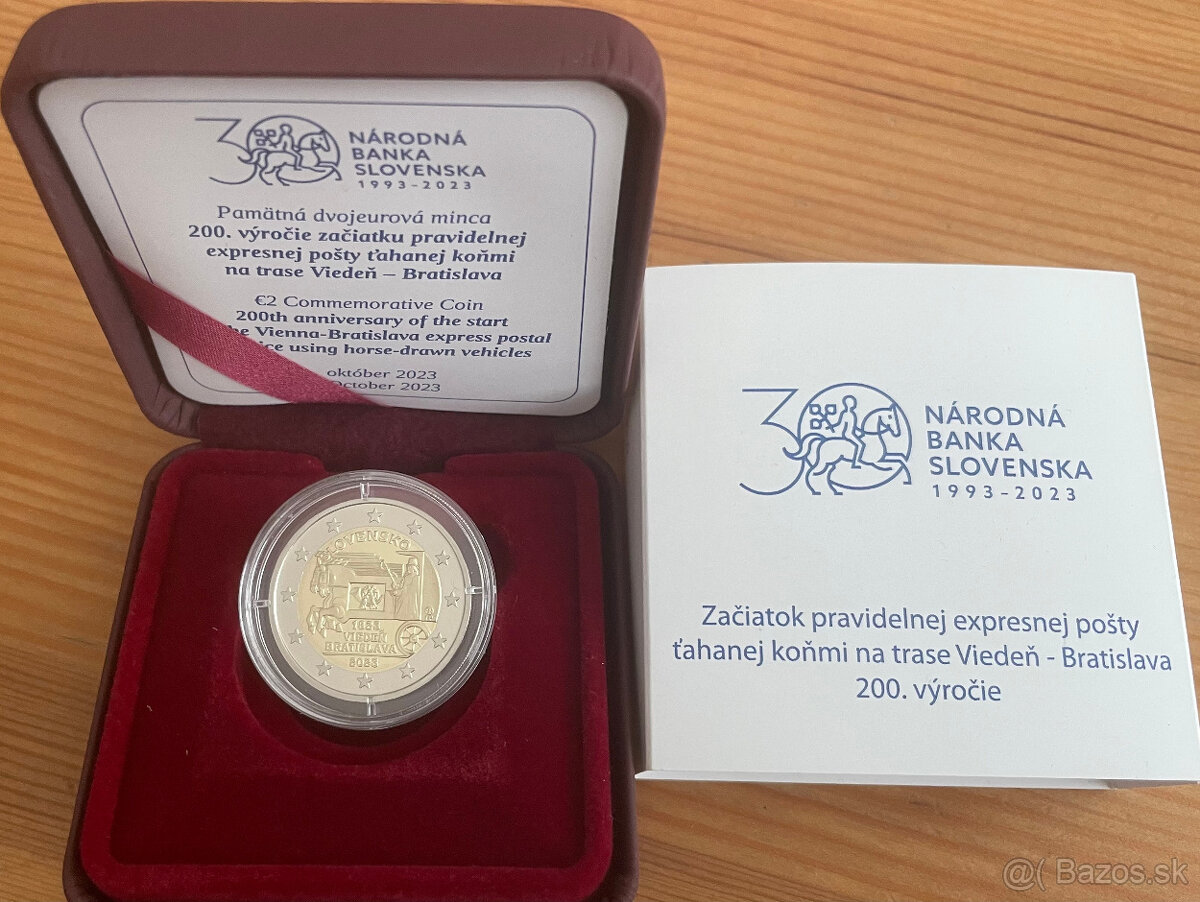 30 NÁRODNÁ
BANKA
SLOVENSKA
1993-2023
Pamätná dvojeurová minca
200. výročie začiatku pravidelnej
expresnej pošty ťahanej koňmi
na trase Viedeň – Bratislava
€2 Commemorative Coin
200th anniversary of the start
Vienna-Bratislava express postal
using horse-drawn vehicles
október 2023
October 2023
SLOVENSKO
VIEDEŇ
BRATISLAVA
30 NÁRODNÁ
BANKA
SLOVENSKA
1993-2023
Začiatok pravidelnej expresnej pošty
ťahanej koňmi na trase Viedeň - Bratislava
200. výročie
@( Bazos.sk